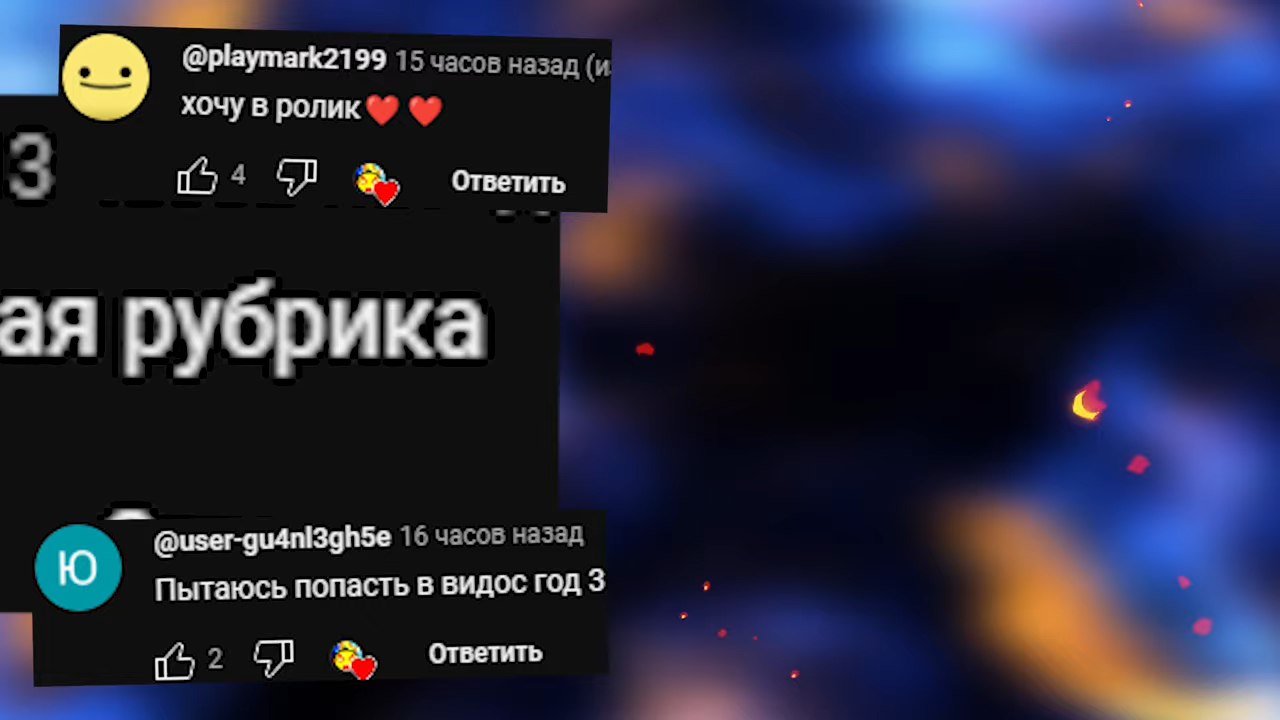 @playmark2199 15 часов назад (и
хочу в ролик❤️ ❤️
4 Ответить
3
ая рубрика
@user-gu4nl3gh5e 16 часов назад
Ю
Пытаюсь попасть в видос год 3
2 Ответить